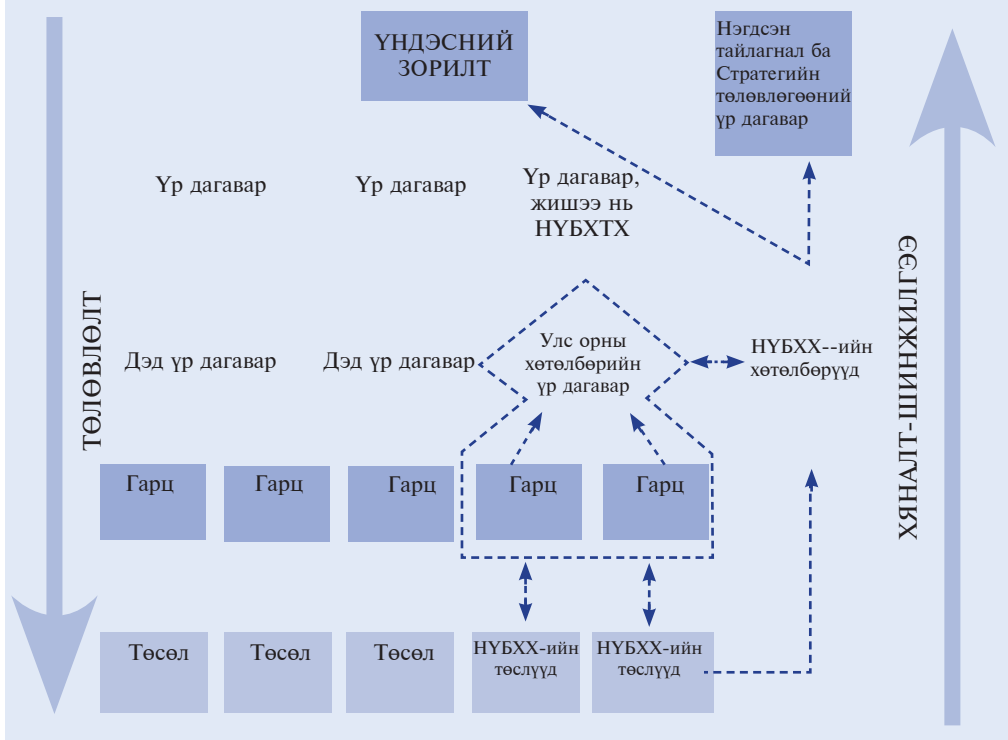 ҮНДЭСНИЙ
ЗОРИЛТ
Нэгдсэн
тайлагнал ба
Стратегийн
төлөвлөгөөний
үр дагавар
Үр дагавар
Үр дагавар
Үр дагавар,
жишээ нь
НҮБХТХ
ТӨЛӨВЛӨЛТ
Дэд үр дагавар
Дэд үр дагавар
Улс орны
хөтөлбөрийн
үр дагавар
НҮБХХ--ийн
хөтөлбөрүүд
ХЯНАЛТ-ШИНЖИЛГЭЭ
Гарц
Гарц
Гарц
Гарц
Гарц
Төсөл
Төсөл
Төсөл
НҮБХХ-ийн
төслүүд
НҮБХХ-ийн
төслүүд